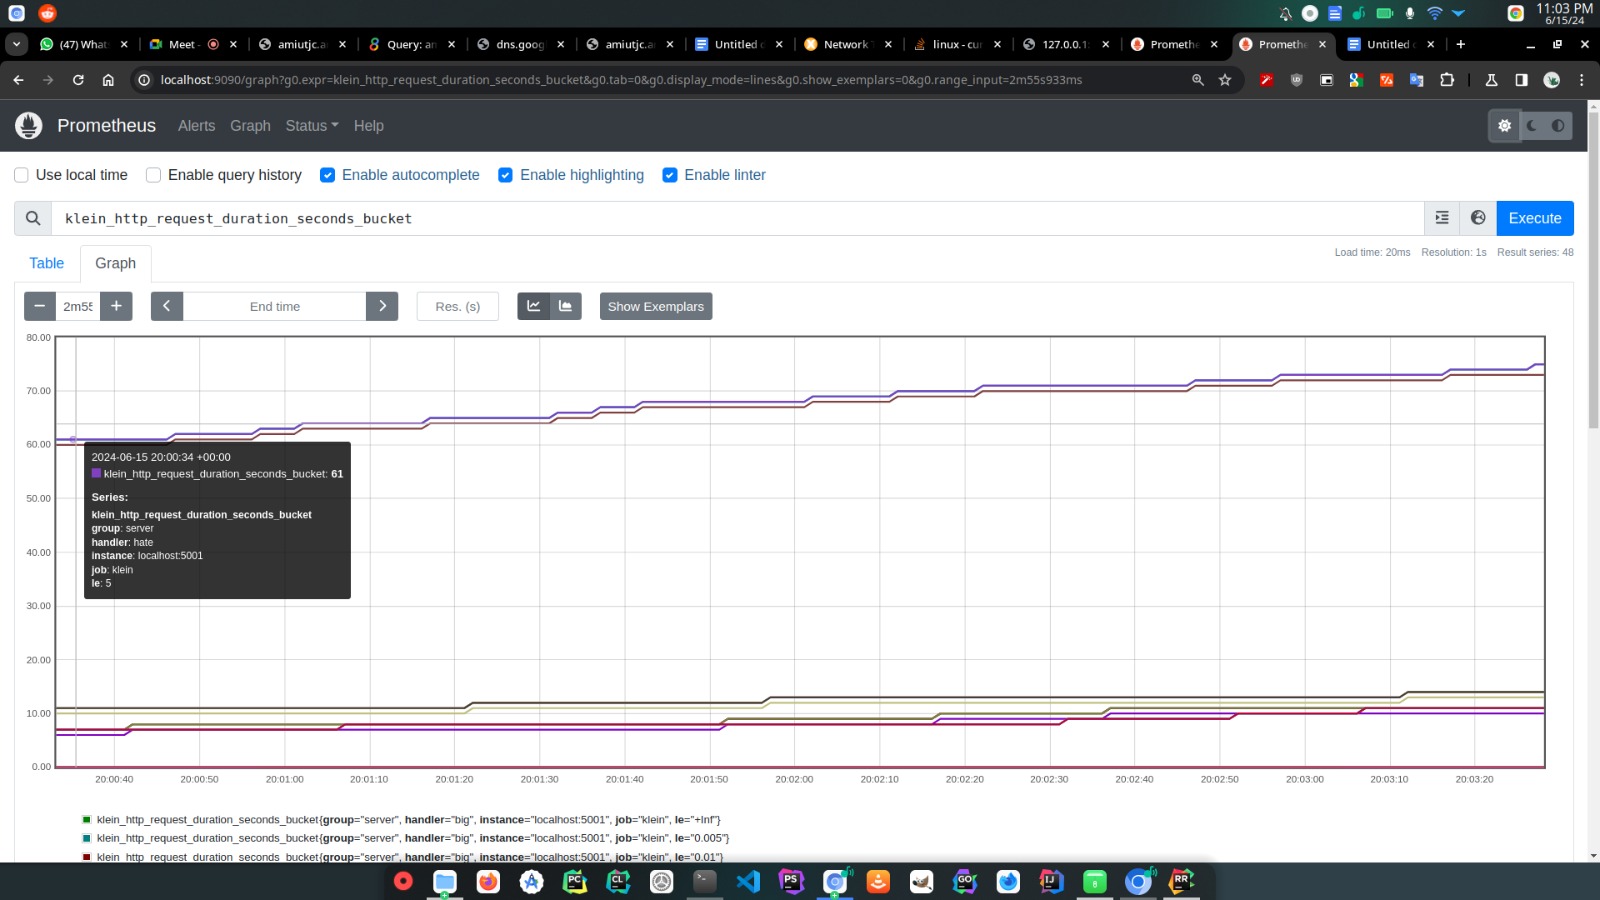 11:03 PM
6/15/24
(47) What
Meet -
amiutjc.a
Query: an
dns.goog
amiutjc.a
Untitled
Network
linux - cu
127.0.0.1
Promethe
Promethe
Untitled
localhost:9090/graph?g0.expr=klein_http_request_duration_seconds_bucket&g0.tab=0&g0.display_mode=lines&g0.show_exemplars=0&g0.range_input=2m55s933ms
Prometheus Alerts Graph Status Help
Use local time Enable query history Enable autocomplete Enable highlighting Enable linter
klein_http_request_duration_seconds_bucket Execute
Table Graph
Load time: 20ms Resolution: 1s Result series: 48
− 2m55 + End time Res. (s) Show Exemplars
80.00
70.00
60.00
50.00
40.00
30.00
20.00
10.00
0.00
2024-06-15 20:00:34 +00:00
klein_http_request_duration_seconds_bucket: 61
Series:
klein_http_request_duration_seconds_bucket
group: server
handler: hate
instance: localhost:5001
job: klein
le: 5
20:00:40 20:00:50 20:01:00 20:01:10 20:01:20 20:01:30 20:01:40 20:01:50 20:02:00 20:02:10 20:02:20 20:02:30 20:02:40 20:02:50 20:03:00 20:03:10 20:03:20
klein_http_request_duration_seconds_bucket{group="server", handler="big", instance="localhost:5001", job="klein", le="+Inf"}
klein_http_request_duration_seconds_bucket{group="server", handler="big", instance="localhost:5001", job="klein", le="0.005"}
klein_http_request_duration_seconds_bucket{group="server", handler="big", instance="localhost:5001", job="klein", le="0.01"}
PC CL PS GO IJ RR